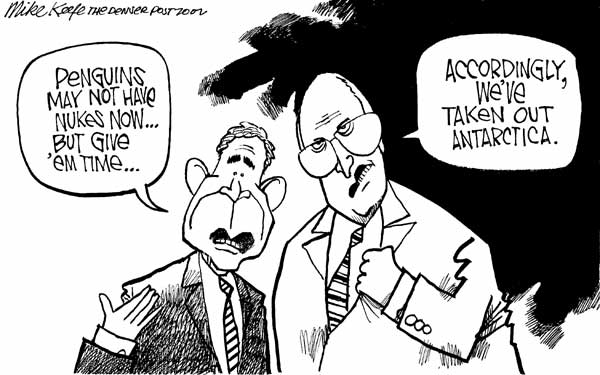 Mike Keefe THE DENVER POST 2002
PENGUINS
MAY NOT HAVE
NUKES NOW...
BUT GIVE
'EM TIME...
ACCORDINGLY,
WE'VE
TAKEN OUT
ANTARCTICA.